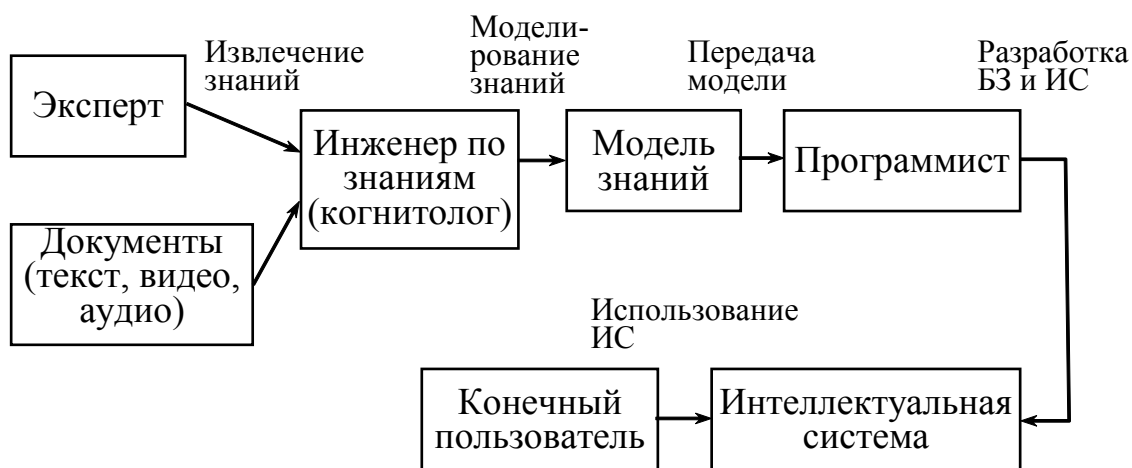 Извлечение
знаний
Модели-
рование
знаний
Передача
модели
Разработка
БЗ и ИС
Эксперт
Инженер по
знаниям
(когнитолог)
Модель
знаний
Программист
Документы
(текст, видео,
аудио)
Использование
ИС
Конечный
пользователь
Интеллектуальная
система